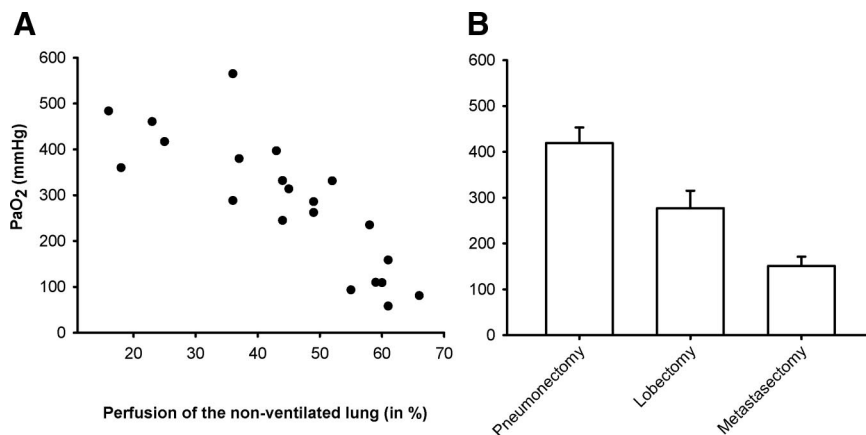 A
B
600
500
400
300
200
100
0
PaO2 (mmHg)
20 30 40 50 60 70
Perfusion of the non-ventilated lung (in %)
600
500
400
300
200
100
0
Pneumonectomy
Lobectomy
Metastasectomy